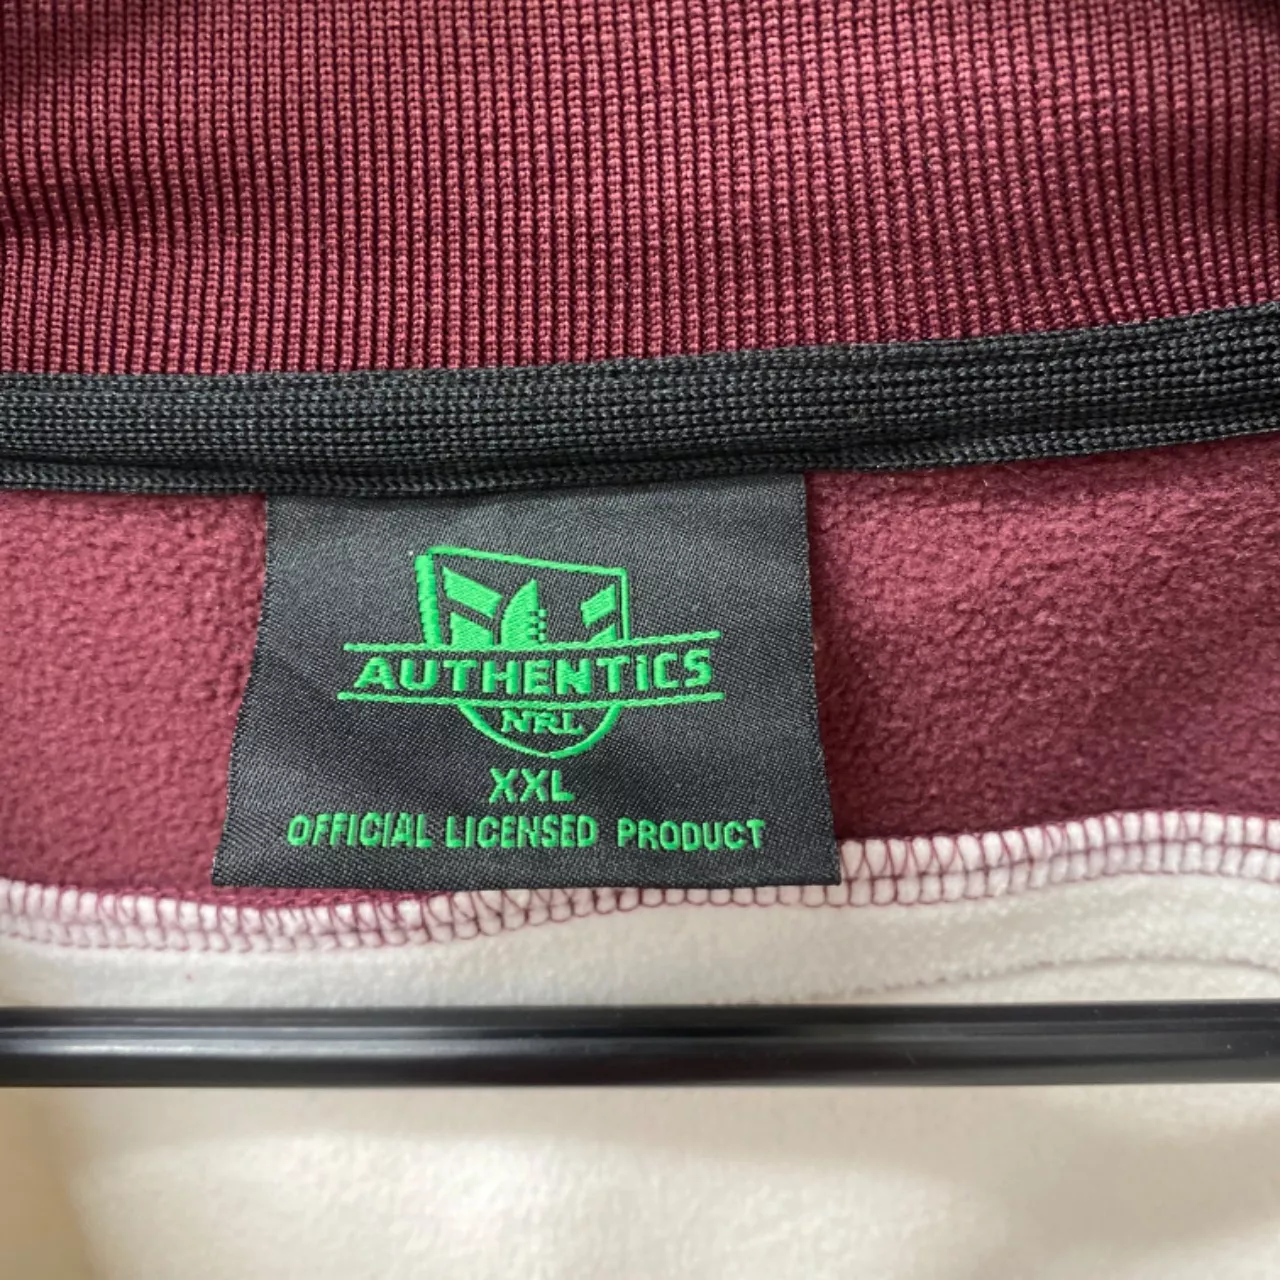 AUTHENTiCS
NRL
XXL
OFFICIAL LICENSED PRODUCT